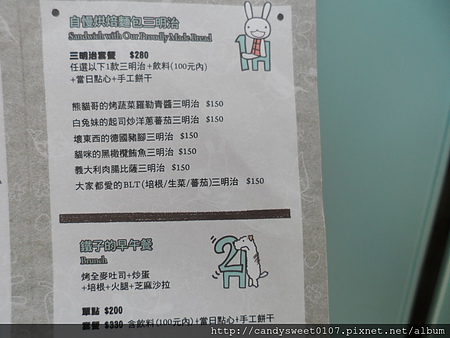 自慢烘焙麵包三明治
Sandwich with Our Proudly Made Bread
三明治套餐 $280
任選以下1款三明治+飲料(100元內)
+當日點心+手工餅干
熊貓哥的烤蔬菜羅勒青醬三明治 $150
白兔妹的起司炒洋蔥蕃茄三明治 $150
壞東西的德國豬腳三明治 $150
貓咪的黑橄欖鮪魚三明治 $150
義大利肉腸比薩三明治 $150
大家都愛的BLT(培根/生菜/蕃茄)三明治 $150
鐵子的早午餐
Brunch
烤全麥吐司+炒蛋
+培根+火腿+芝麻沙拉
單點 $200
套餐 $330 含飲料(100元內)+當日點心+手工餅干
http://candysweet0107.pixnet.net/album